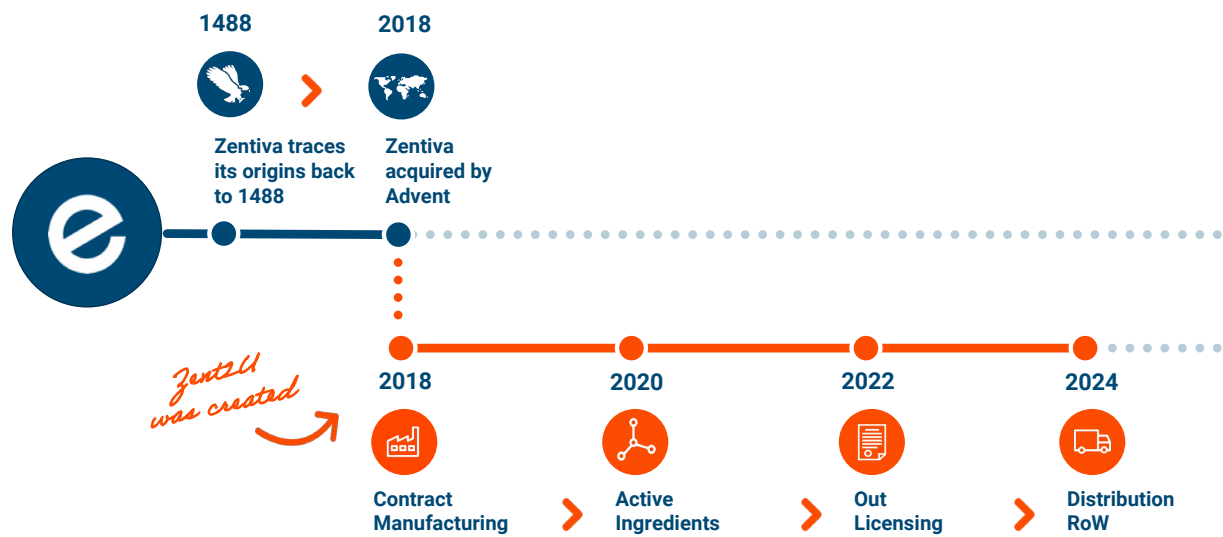 1488
2018
Zentiva traces
its origins back
to 1488
Zentiva
acquired by
Advent
e
Zent2U
was created
2018
2020
2022
2024
Contract
Manufacturing
Active
Ingredients
Out
Licensing
Distribution
RoW